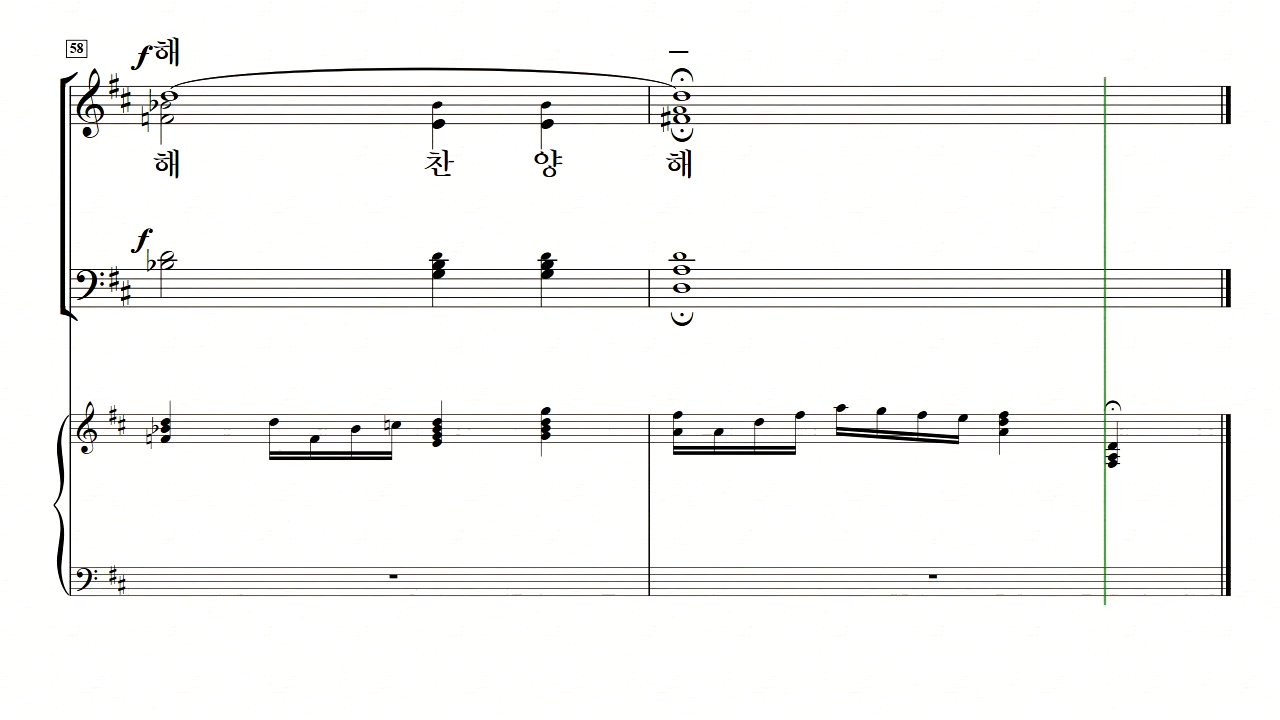 58
f 해 –
해 찬 양 해
f